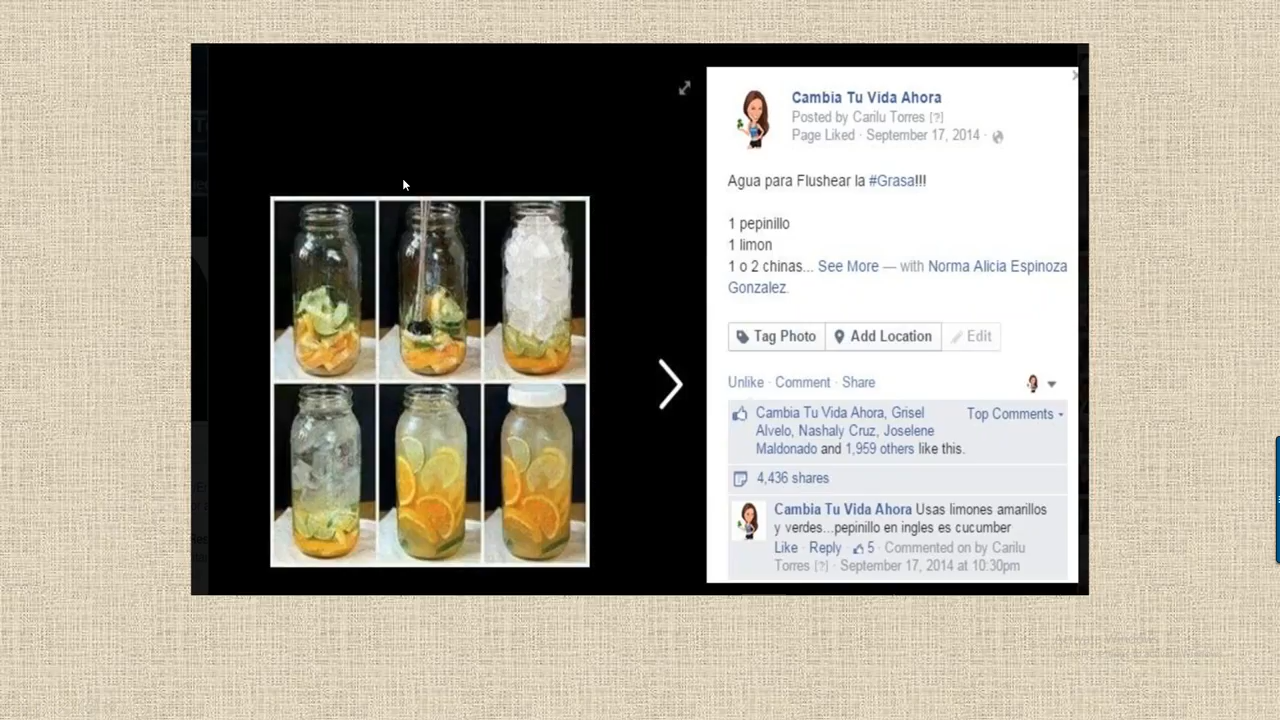 Cambia Tu Vida Ahora
Posted by Carilu Torres [?]
Page Liked · September 17, 2014 ·
Agua para Flushear la #Grasa!!!
1 pepinillo
1 limon
1 o 2 chinas... See More — with Norma Alicia Espinoza
Gonzalez.
Tag Photo Add Location Edit
Unlike · Comment · Share
Cambia Tu Vida Ahora, Grisel
Alvelo, Nashaly Cruz, Joselene
Maldonado and 1,959 others like this.
Top Comments
4,436 shares
Cambia Tu Vida Ahora Usas limones amarillos
y verdes...pepinillo en ingles es cucumber
Like · Reply · 5 · Commented on by Carilu
Torres [?] · September 17, 2014 at 10:30pm